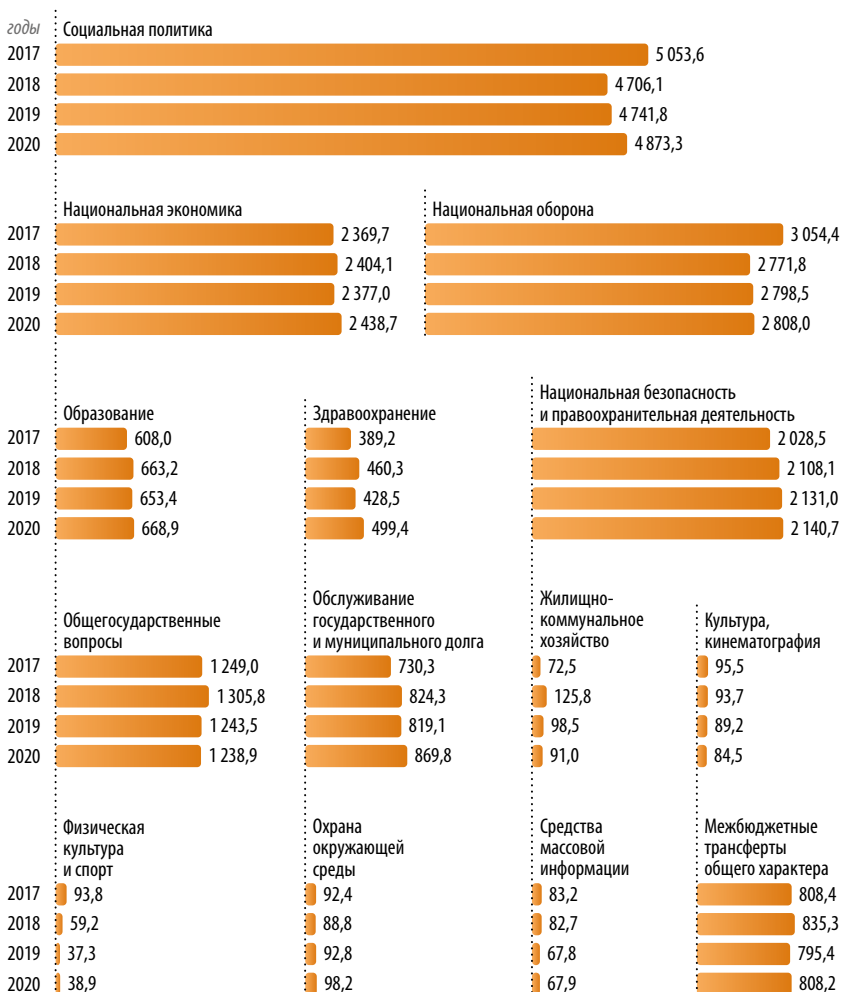 годы Социальная политика
2017 5 053,6
2018 4 706,1
2019 4 741,8
2020 4 873,3
Национальная экономика Национальная оборона
2017 2 369,7 3 054,4
2018 2 404,1 2 771,8
2019 2 377,0 2 798,5
2020 2 438,7 2 808,0
Национальная безопасность
Образование Здравоохранение и правоохранительная деятельность
2017 608,0 389,2 2 028,5
2018 663,2 460,3 2 108,1
2019 653,4 428,5 2 131,0
2020 668,9 499,4 2 140,7
Обслуживание Жилищно-
Общегосударственные государственного коммунальное Культура,
вопросы и муниципального долга хозяйство кинематография
2017 1 249,0 730,3 72,5 95,5
2018 1 305,8 824,3 125,8 93,7
2019 1 243,5 819,1 98,5 89,2
2020 1 238,9 869,8 91,0 84,5
Физическая Охрана Средства Межбюджетные
культура окружающей массовой трансферты
и спорт среды информации общего характера
2017 93,8 92,4 83,2 808,4
2018 59,2 88,8 82,7 835,3
2019 37,3 92,8 67,8 795,4
2020 38,9 98,2 67,9 808,2